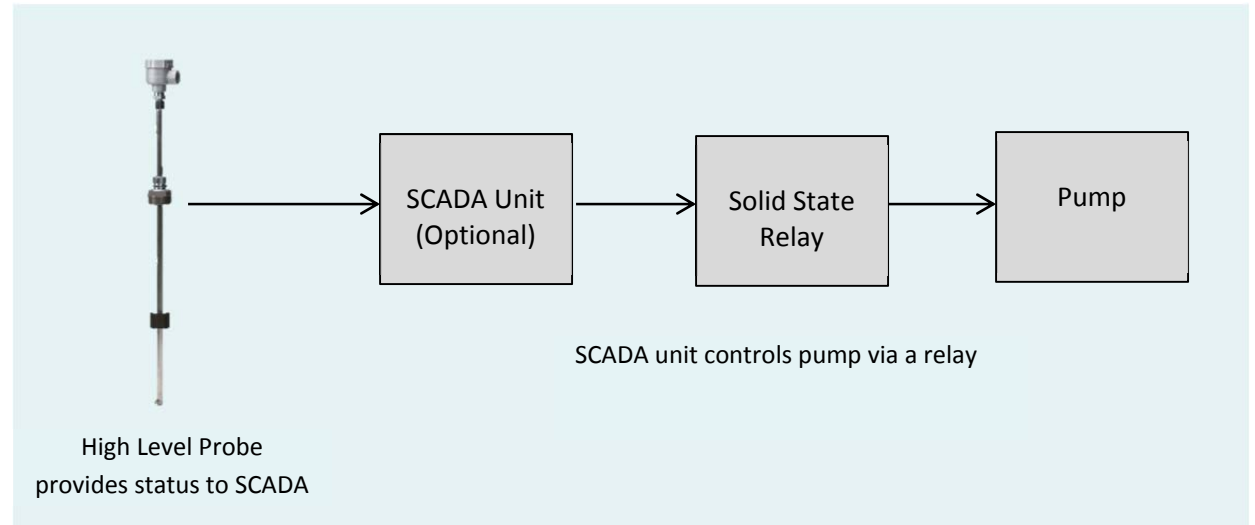 SCADA Unit
(Optional)
Solid State
Relay
Pump
SCADA unit controls pump via a relay
High Level Probe
provides status to SCADA